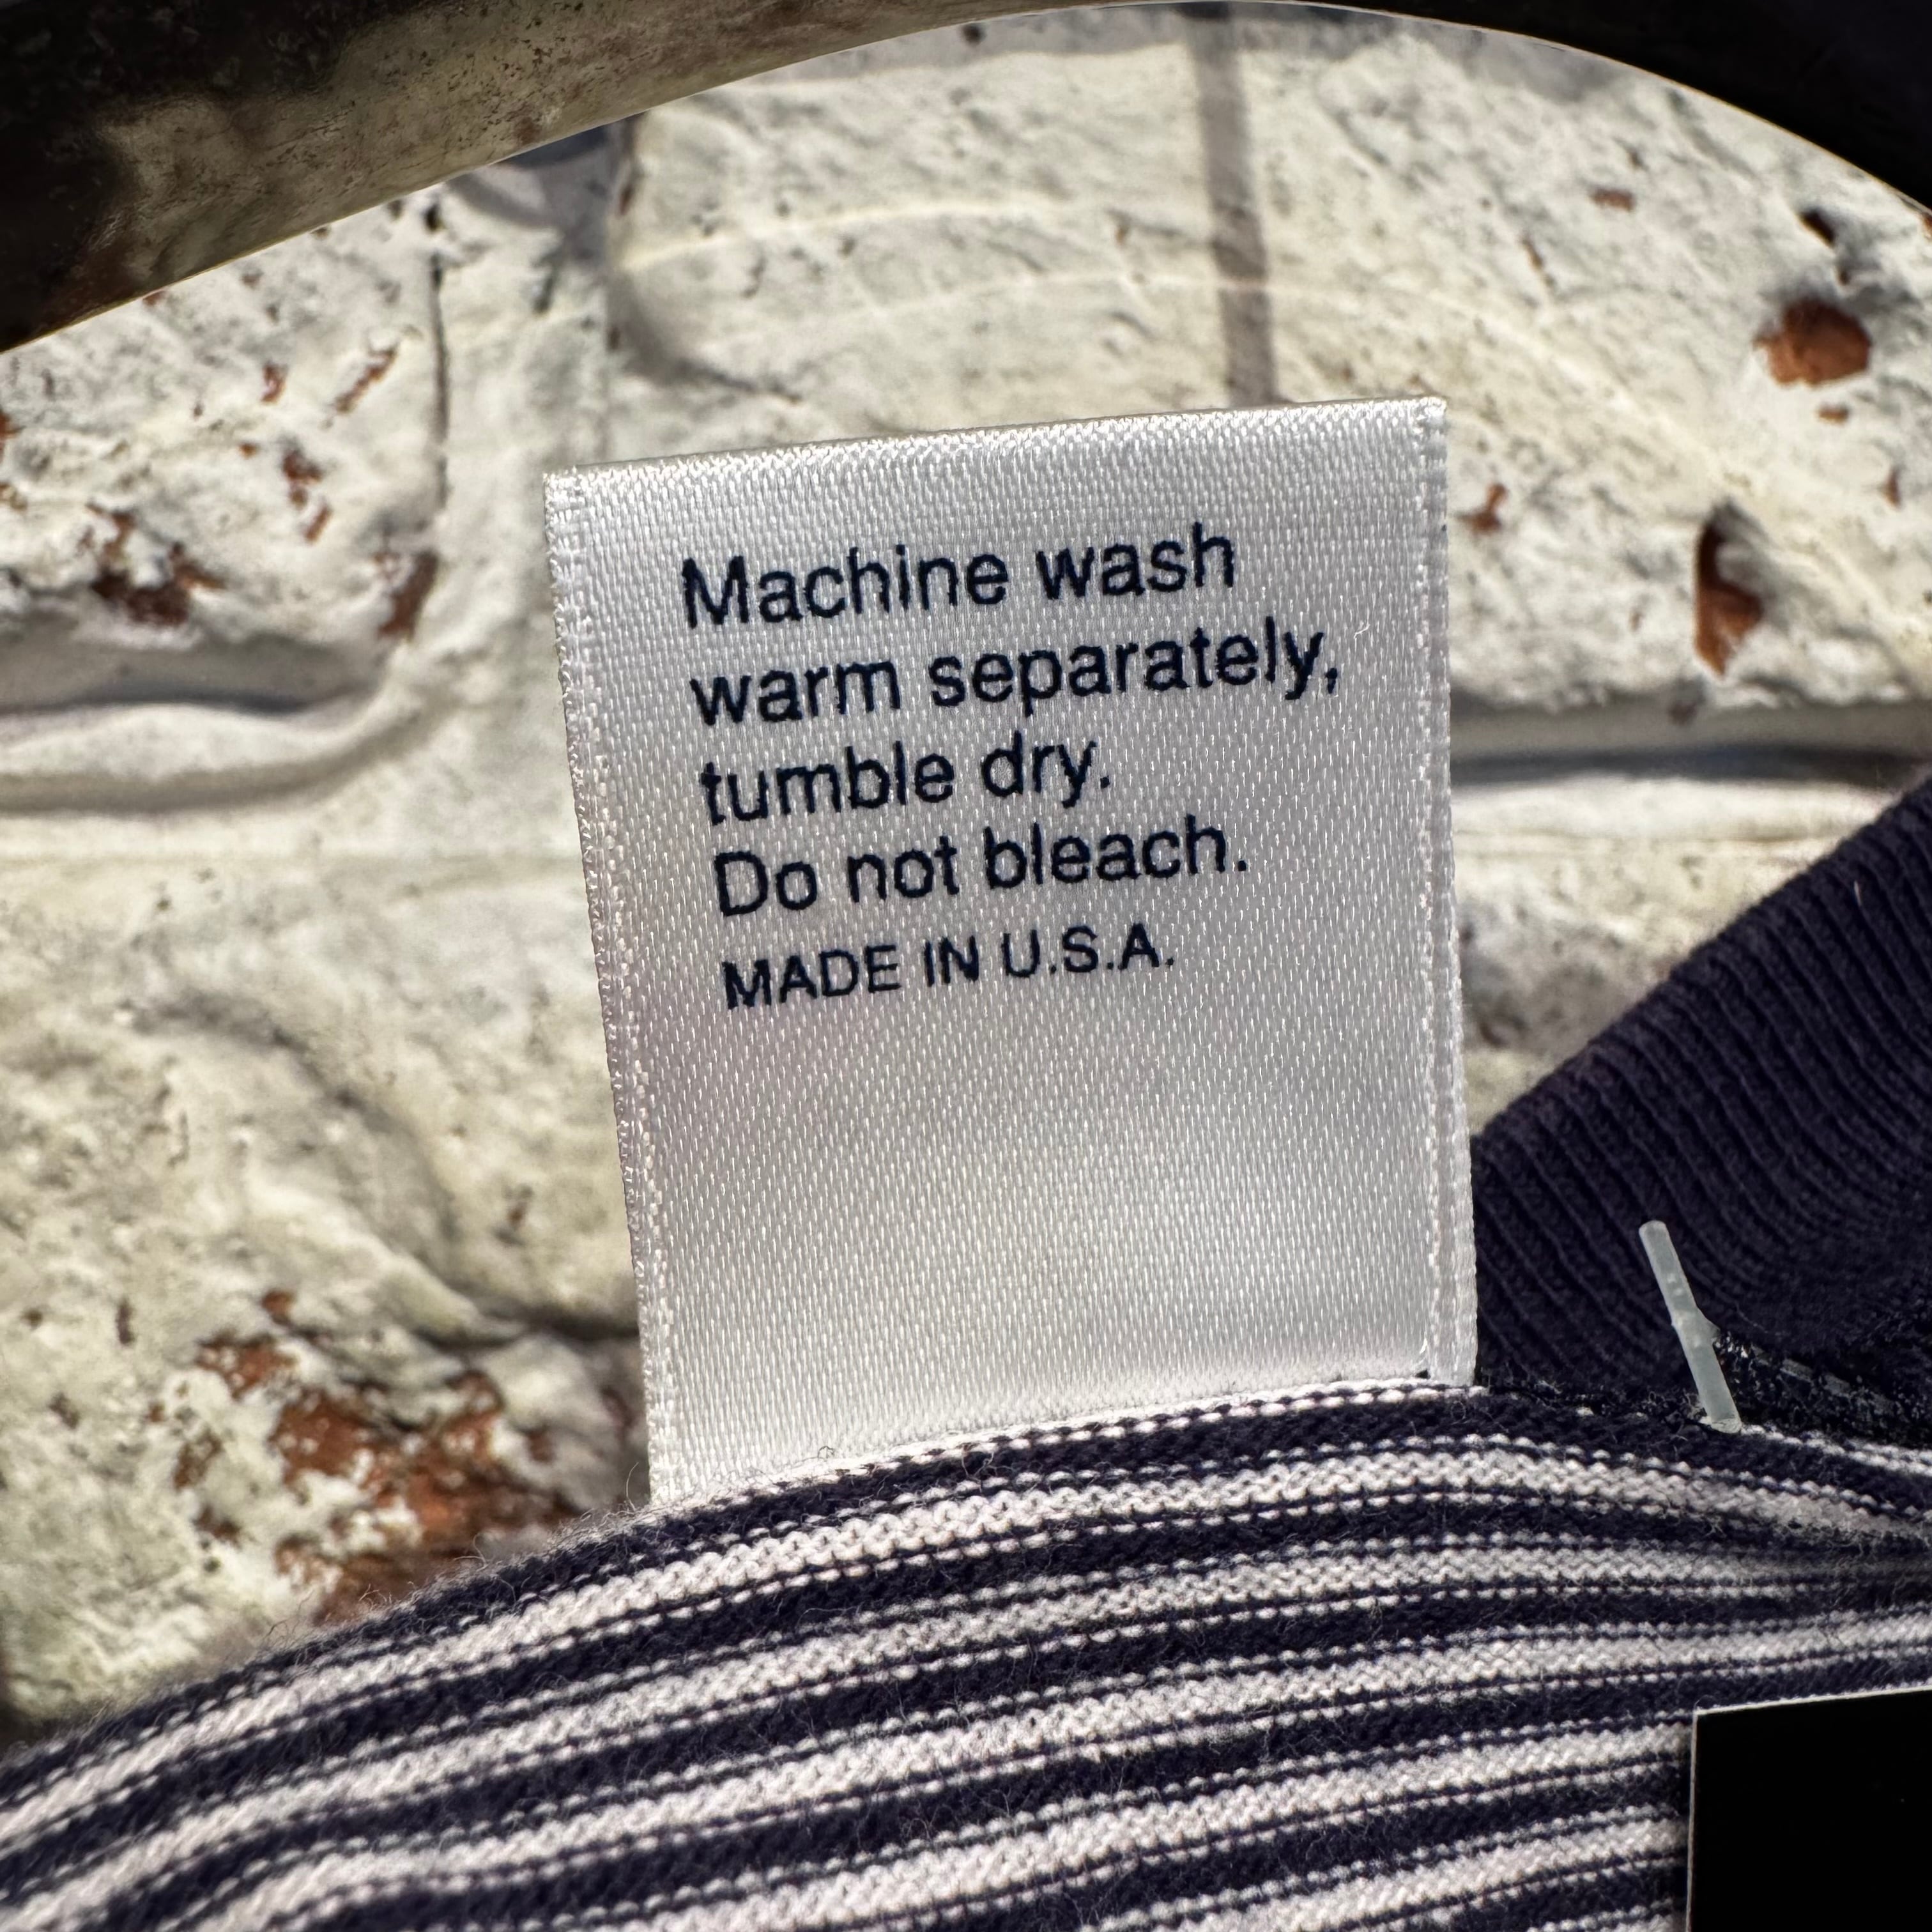 Machine wash
warm separately,
tumble dry.
Do not bleach.
MADE IN U.S.A.